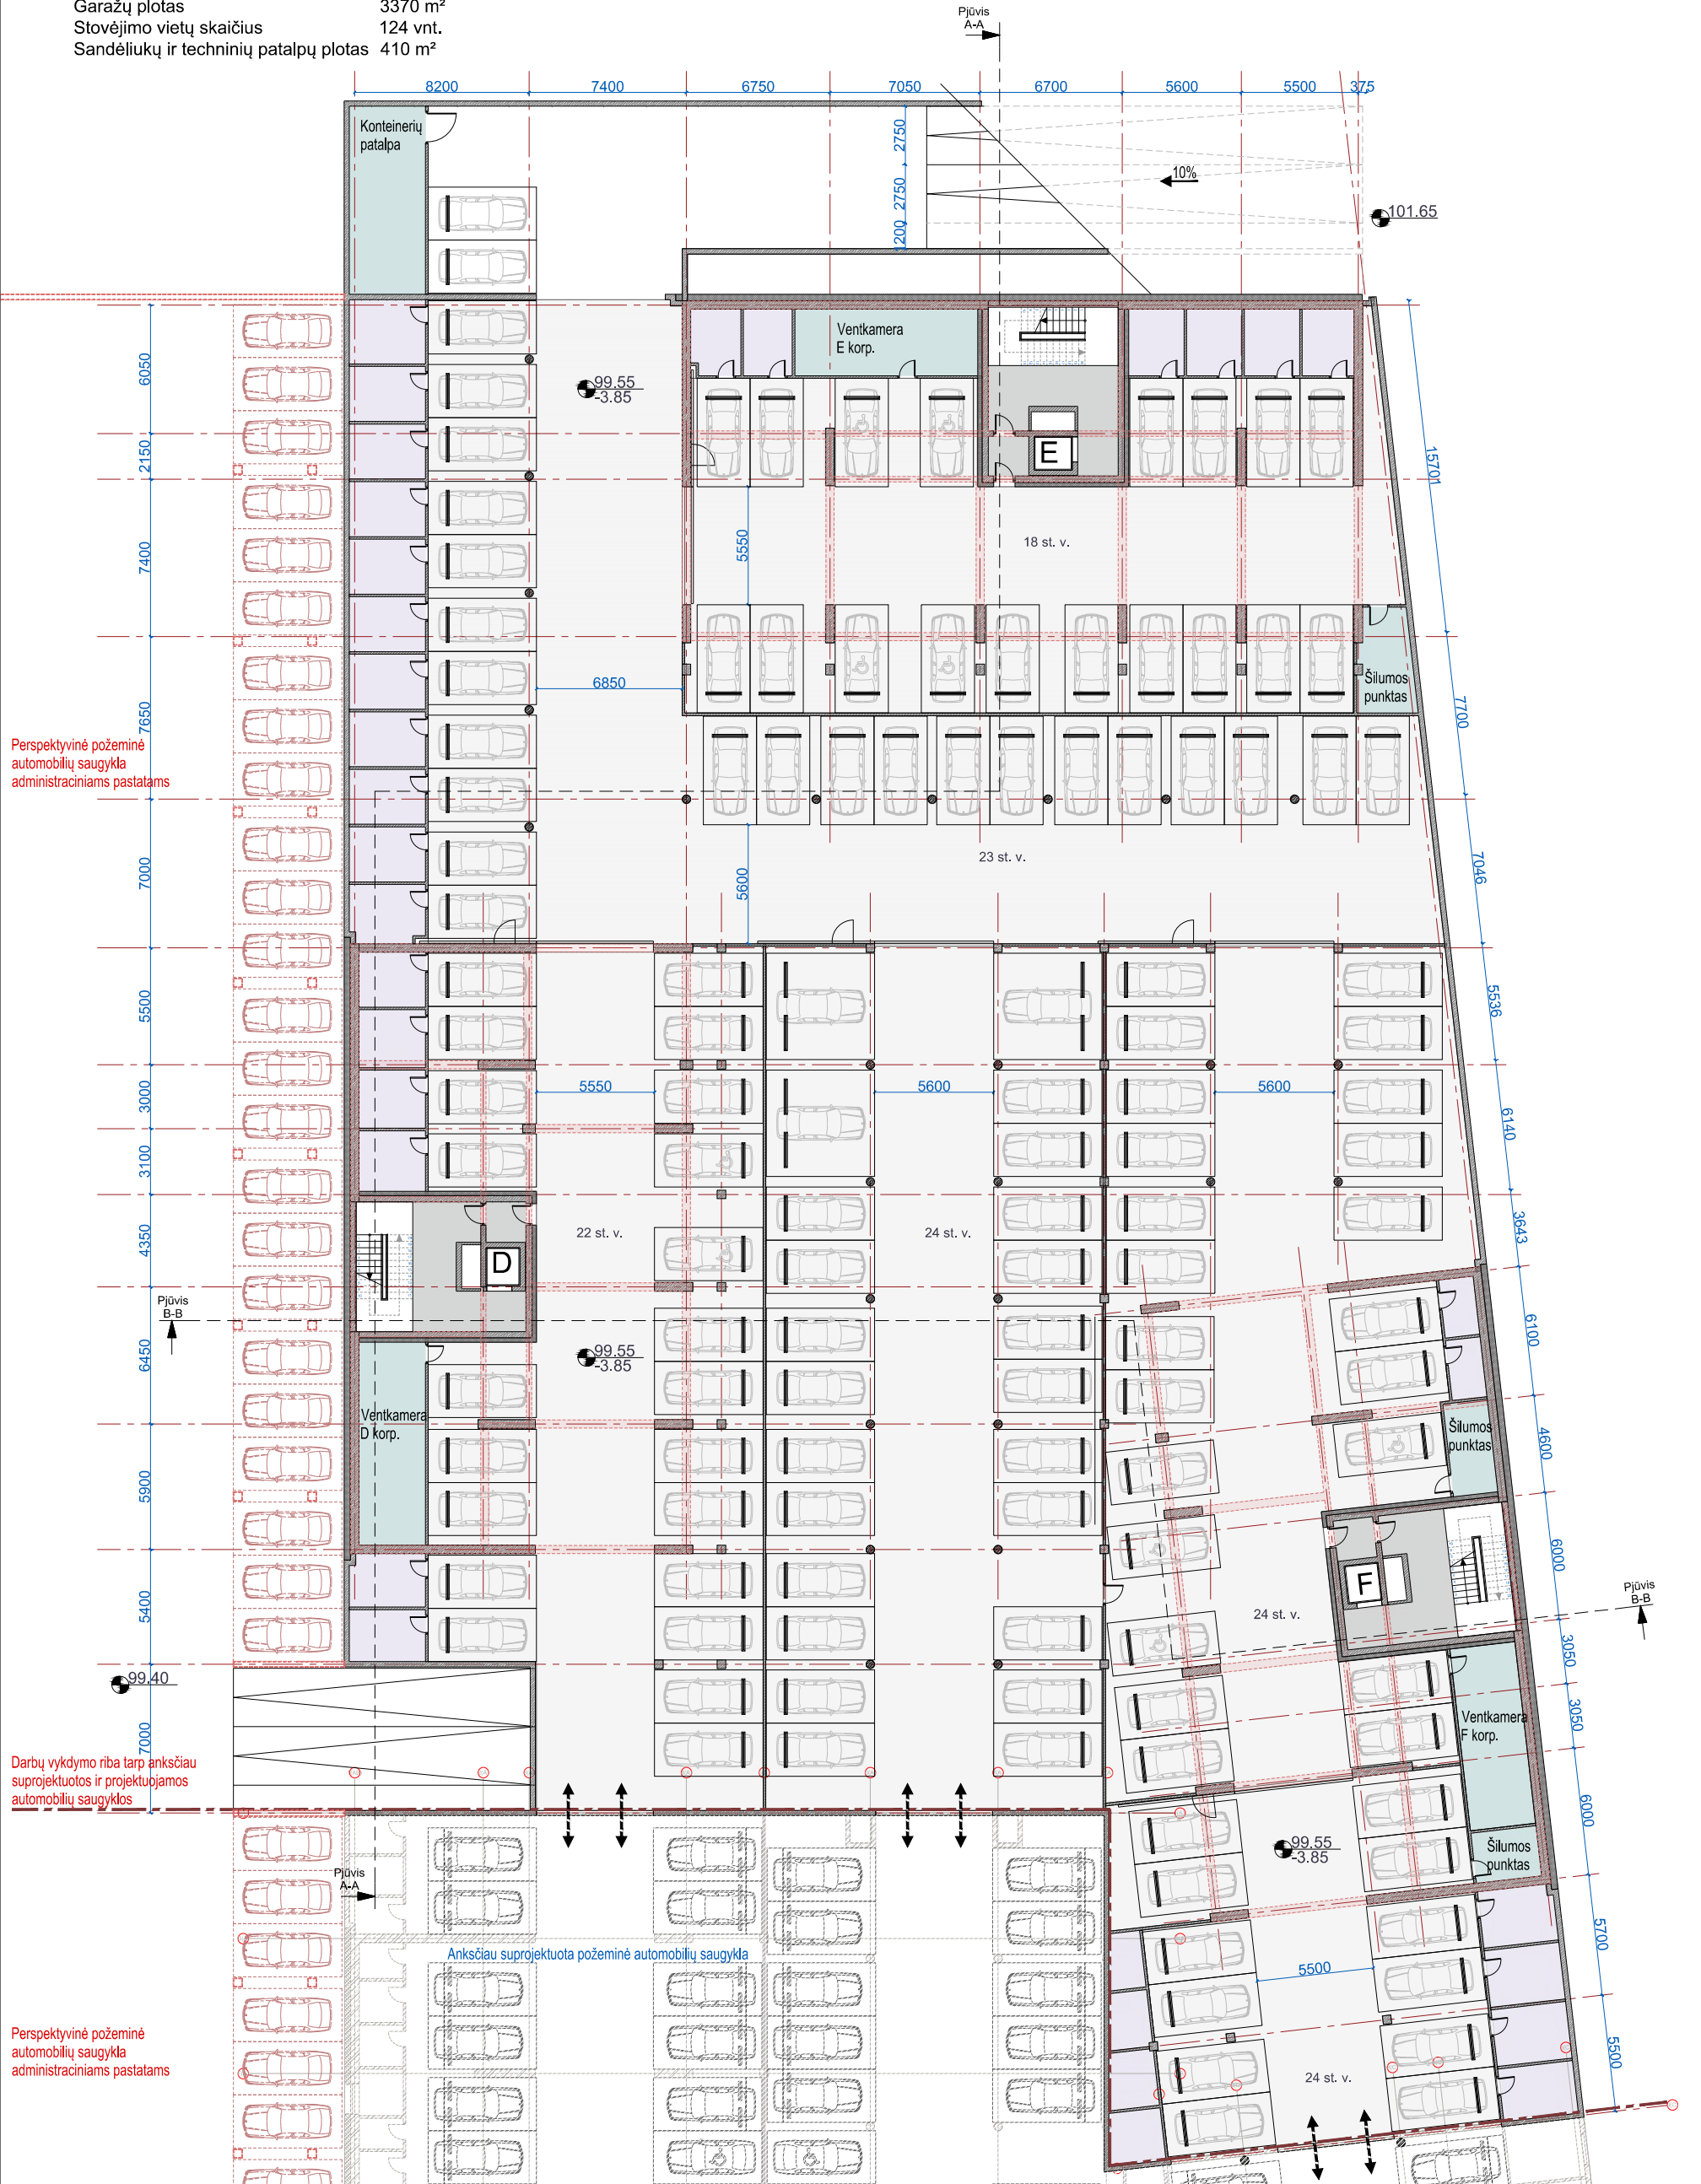 Garažų plotas 3370 m²
Stovėjimo vietų skaičius 124 vnt.
Sandėliukų ir techninių patalpų plotas 410 m²
Pjūvis
A-A
8200 7400 6750 7050 6700 5600 5500 375
Konteinerių
patalpa
2750
2750
1200
10%
101.65
Ventkamera
E korp.
99.55
-3.85
E
6050
2150
7400
7650
7000
5500
3000
3100
4350
6450
5900
5400
7000
15701
7700
7046
5536
6140
3643
6100
4600
6000
3050
3050
6000
5700
5500
5550
18 st. v.
6850
Šilumos
punktas
Perspektyvinė požeminė
automobilių saugykla
administraciniams pastatams
23 st. v.
5600
5550
5600
5600
22 st. v.
24 st. v.
D
Pjūvis
B-B
99.55
-3.85
Ventkamera
D korp.
Šilumos
punktas
F
24 st. v.
Pjūvis
B-B
99.40
Ventkamera
F korp.
Darbų vykdymo riba tarp anksčiau
suprojektuotos ir projektuojamos
automobilių saugyklos
99.55
-3.85
Šilumos
punktas
Pjūvis
A-A
Anksčiau suprojektuota požeminė automobilių saugykla
5500
Perspektyvinė požeminė
automobilių saugykla
administraciniams pastatams
24 st. v.